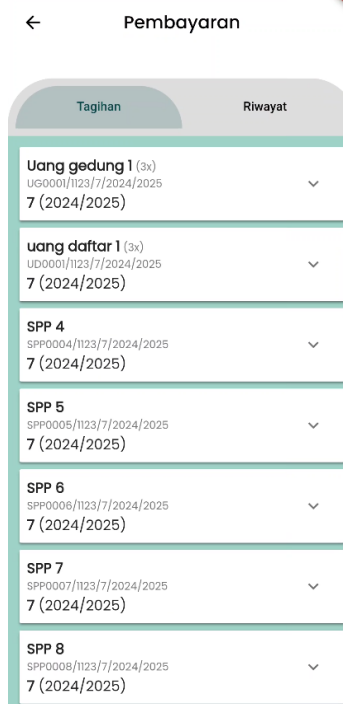 Pembayaran
Tagihan
Riwayat
Uang gedung 1 (3x)
UG0001/1123/7/2024/2025
7 (2024/2025)
uang daftar 1 (3x)
UD0001/1123/7/2024/2025
7 (2024/2025)
SPP 4
SPP0004/1123/7/2024/2025
7 (2024/2025)
SPP 5
SPP0005/1123/7/2024/2025
7 (2024/2025)
SPP 6
SPP0006/1123/7/2024/2025
7 (2024/2025)
SPP 7
SPP0007/1123/7/2024/2025
7 (2024/2025)
SPP 8
SPP0008/1123/7/2024/2025
7 (2024/2025)